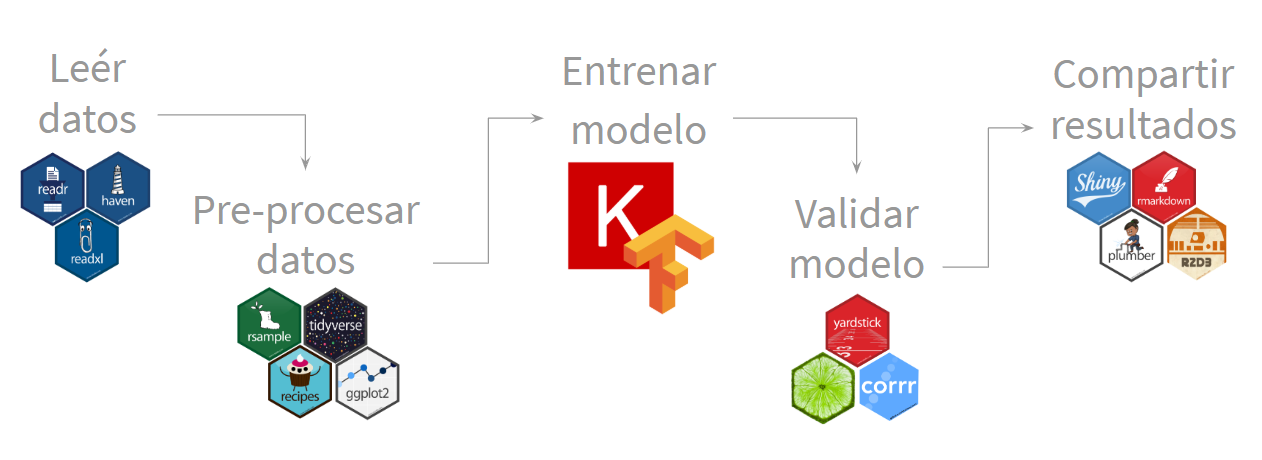 Leér
datos
readr
haven
readxl
Pre-procesar
datos
rsample
tidyverse
recipes
ggplot2
Entrenar
modelo
K
Validar
modelo
yardstick
corrr
Compartir
resultados
Shiny
rmarkdown
plumber
R2D3